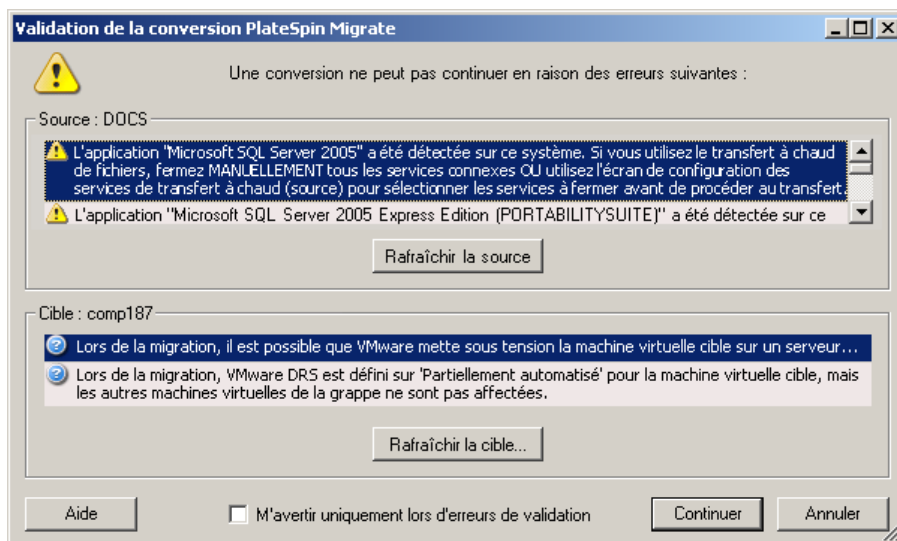 Validation de la conversion PlateSpin Migrate
Une conversion ne peut pas continuer en raison des erreurs suivantes :
Source : DOCS
L'application "Microsoft SQL Server 2005" a été détectée sur ce système. Si vous utilisez le transfert à chaud
de fichiers, fermez MANUELLEMENT tous les services connexes OU utilisez l'écran de configuration des
services de transfert à chaud (source) pour sélectionner les services à fermer avant de procéder au transfert.
L'application "Microsoft SQL Server 2005 Express Edition (PORTABILITYSUITE)" a été détectée sur ce
Rafraîchir la source
Cible : comp187
Lors de la migration, il est possible que VMware mette sous tension la machine virtuelle cible sur un serveur...
Lors de la migration, VMware DRS est défini sur 'Partiellement automatisé' pour la machine virtuelle cible, mais
les autres machines virtuelles de la grappe ne sont pas affectées.
Rafraîchir la cible...
Aide
M'avertir uniquement lors d'erreurs de validation
Continuer
Annuler